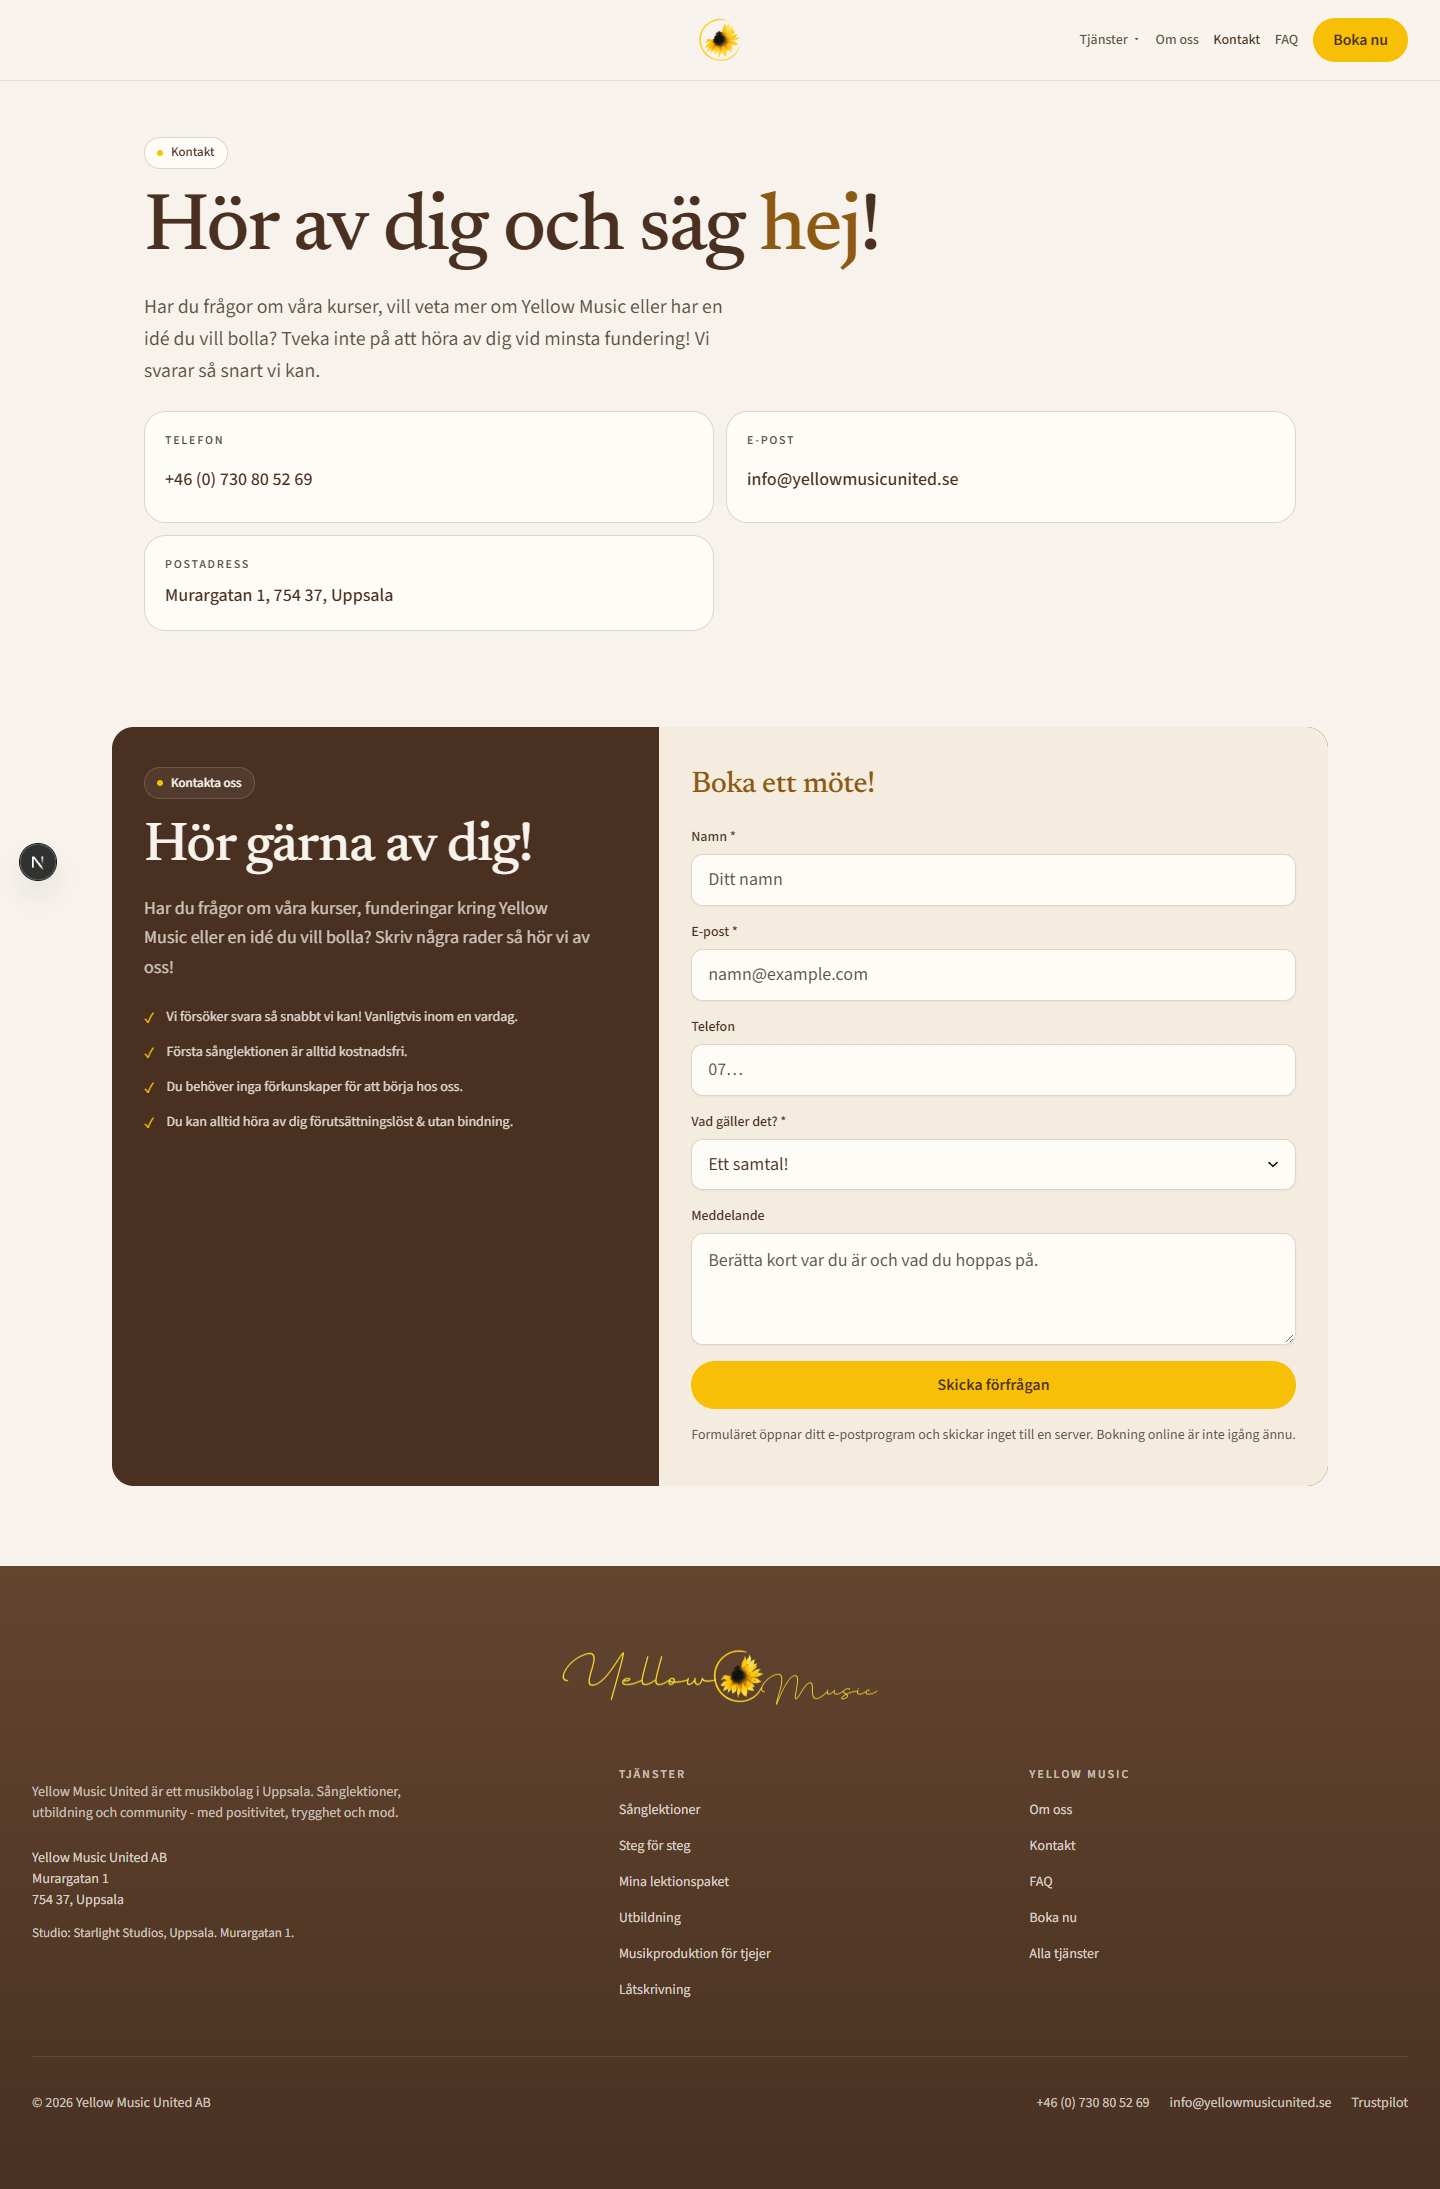 Tjänster
Om oss
Kontakt
FAQ
Boka nu
Kontakt
Hör av dig och säg hej!
Har du frågor om våra kurser, vill veta mer om Yellow Music eller har en
idé du vill bolla? Tveka inte på att höra av dig vid minsta fundering! Vi
svarar så snart vi kan.
TELEFON
+46 (0) 730 80 52 69
E-POST
info@yellowmusicunited.se
POSTADRESS
Murargatan 1, 754 37, Uppsala
Kontakta oss
Hör gärna av dig!
Har du frågor om våra kurser, funderingar kring Yellow
Music eller en idé du vill bolla? Skriv några rader så hör vi av
oss!
Vi försöker svara så snabbt vi kan! Vanligtvis inom en vardag.
Första sånglektionen är alltid kostnadsfri.
Du behöver inga förkunskaper för att börja hos oss.
Du kan alltid höra av dig förutsättningslöst & utan bindning.
Boka ett möte!
Namn *
Ditt namn
E-post *
namn@example.com
Telefon
07…
Vad gäller det? *
Ett samtal!
Meddelande
Berätta kort var du är och vad du hoppas på.
Skicka förfrågan
Formuläret öppnar ditt e-postprogram och skickar inget till en server. Bokning online är inte igång ännu.
N
Yellow Music
Yellow Music United är ett musikbolag i Uppsala. Sånglektioner,
utbildning och community - med positivitet, trygghet och mod.
Yellow Music United AB
Murargatan 1
754 37, Uppsala
Studio: Starlight Studios, Uppsala. Murargatan 1.
TJÄNSTER
Sånglektioner
Steg för steg
Mina lektionspaket
Utbildning
Musikproduktion för tjejer
Låtskrivning
YELLOW MUSIC
Om oss
Kontakt
FAQ
Boka nu
Alla tjänster
© 2026 Yellow Music United AB
+46 (0) 730 80 52 69
info@yellowmusicunited.se
Trustpilot